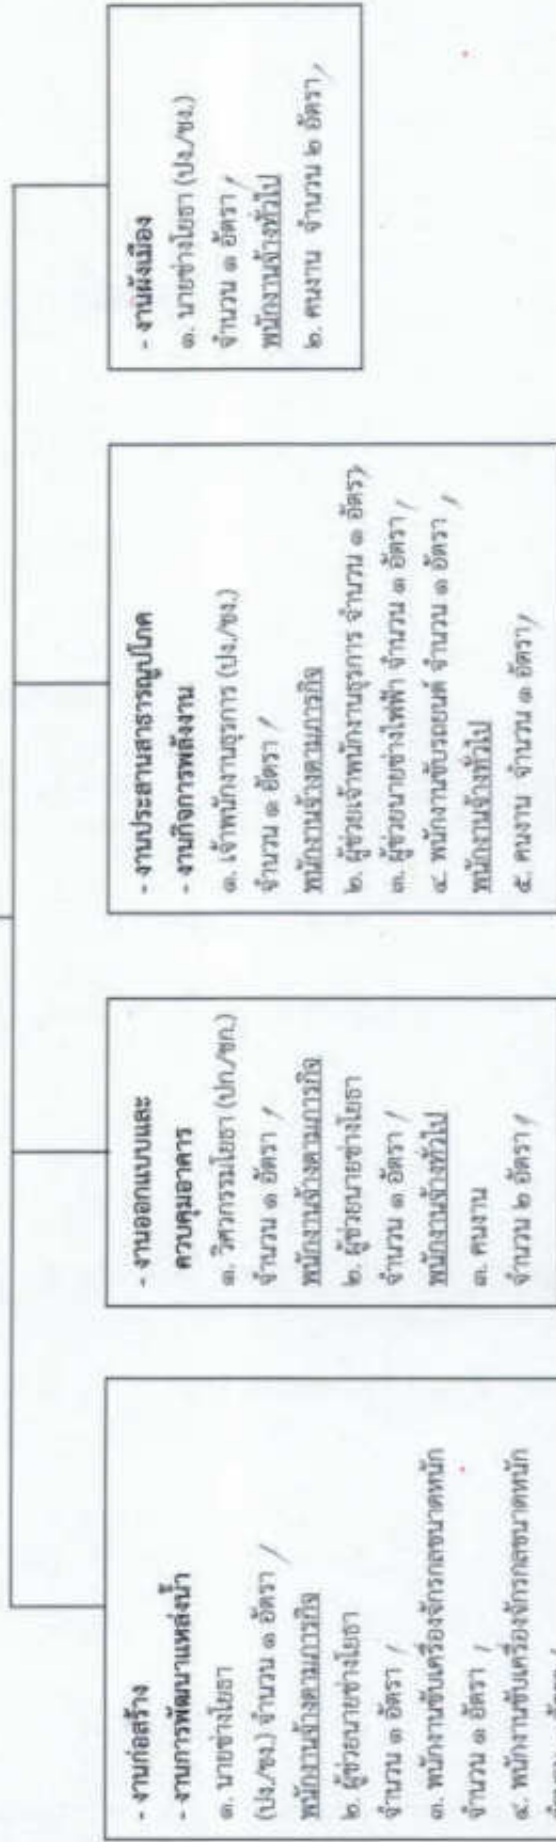 - งานก่อสร้าง
- งานการพัฒนาแหล่งน้ำ
๑. นายช่างโยธา
(ปง./ชง.) จำนวน ๑ อัตรา /
พนักงานจ้างตามภารกิจ
๒. ผู้ช่วยนายช่างโยธา
จำนวน ๑ อัตรา /
๓. พนักงานขับเครื่องจักรกลขนาดหนัก
จำนวน ๑ อัตรา /
๔. พนักงานขับเครื่องจักรกลขนาดหนัก
- งานออกแบบและ
ควบคุมอาคาร
๑. วิศวกรรมโยธา (ปก./ชก.)
จำนวน ๑ อัตรา /
พนักงานจ้างตามภารกิจ
๒. ผู้ช่วยนายช่างโยธา
จำนวน ๑ อัตรา /
พนักงานจ้างทั่วไป
๓. คนงาน
จำนวน ๒ อัตรา /
- งานประสานสาธารณูปโภค
- งานกิจการพลังงาน
๑. เจ้าพนักงานธุรการ (ปง./ชง.)
จำนวน ๑ อัตรา /
พนักงานจ้างตามภารกิจ
๒. ผู้ช่วยเจ้าพนักงานธุรการ จำนวน ๑ อัตรา /
๓. ผู้ช่วยนายช่างไฟฟ้า จำนวน ๑ อัตรา /
๔. พนักงานขับรถยนต์ จำนวน ๑ อัตรา /
พนักงานจ้างทั่วไป
๕. คนงาน จำนวน ๑ อัตรา /
- งานผังเมือง
๑. นายช่างโยธา (ปง./ชง.)
จำนวน ๑ อัตรา /
พนักงานจ้างทั่วไป
๒. คนงาน จำนวน ๒ อัตรา /